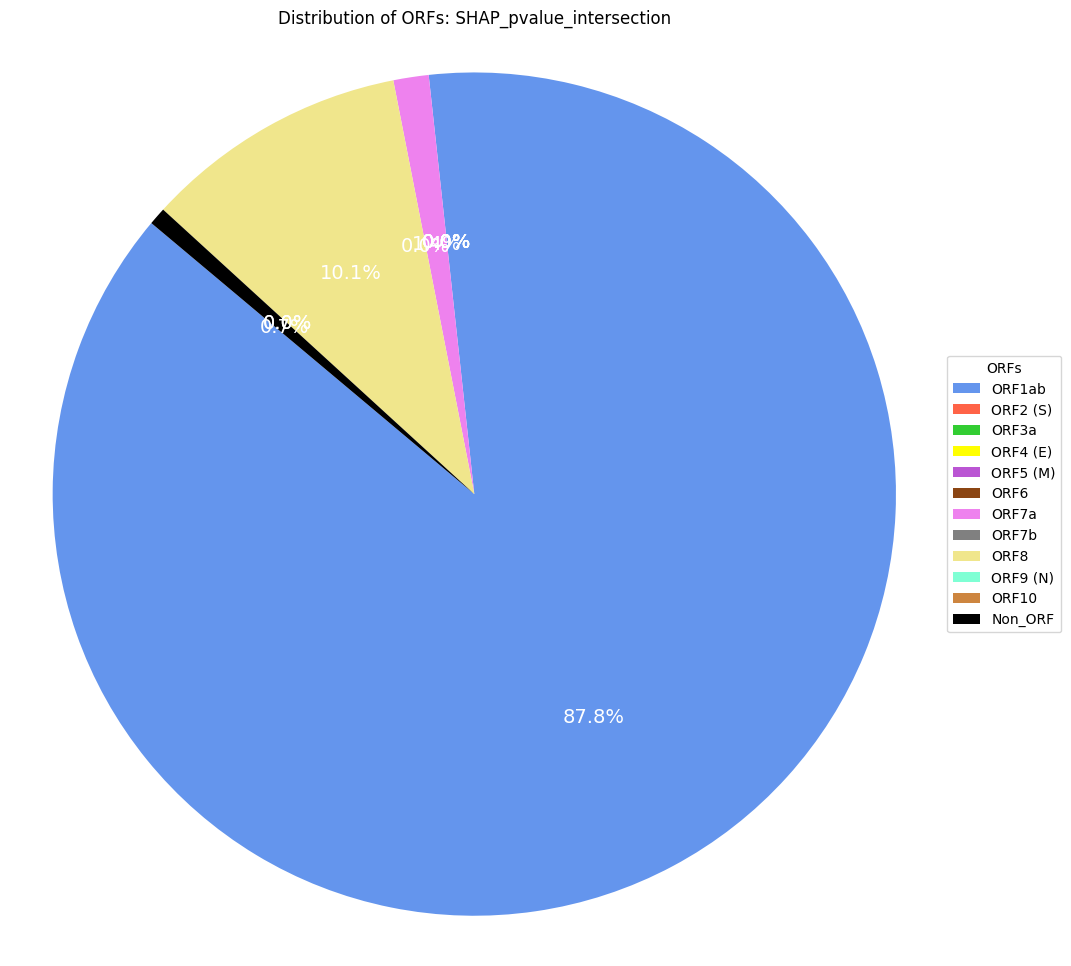 Distribution of ORFs: SHAP_pvalue_intersection
10.1%
87.8%
ORFs
ORF1ab
ORF2 (S)
ORF3a
ORF4 (E)
ORF5 (M)
ORF6
ORF7a
ORF7b
ORF8
ORF9 (N)
ORF10
Non_ORF